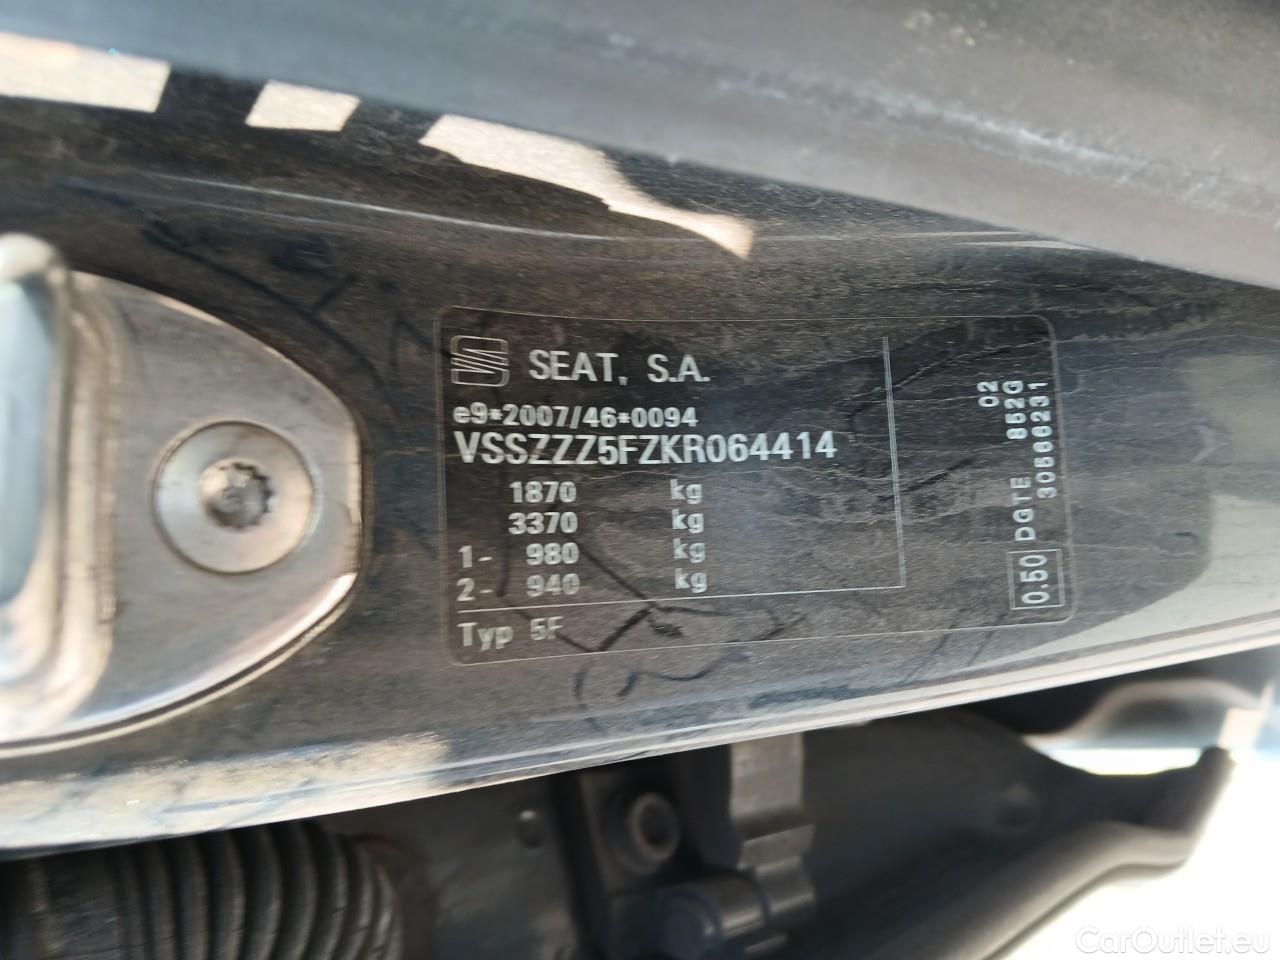 SEAT, S.A.
e9*2007/46*0094
VSSZZZ5FZKR064414
1870 kg
3370 kg
1- 980 kg
2- 940 kg
Typ 5F
02
0.50 DGTE 852G
30566231
CarOutlet.eu